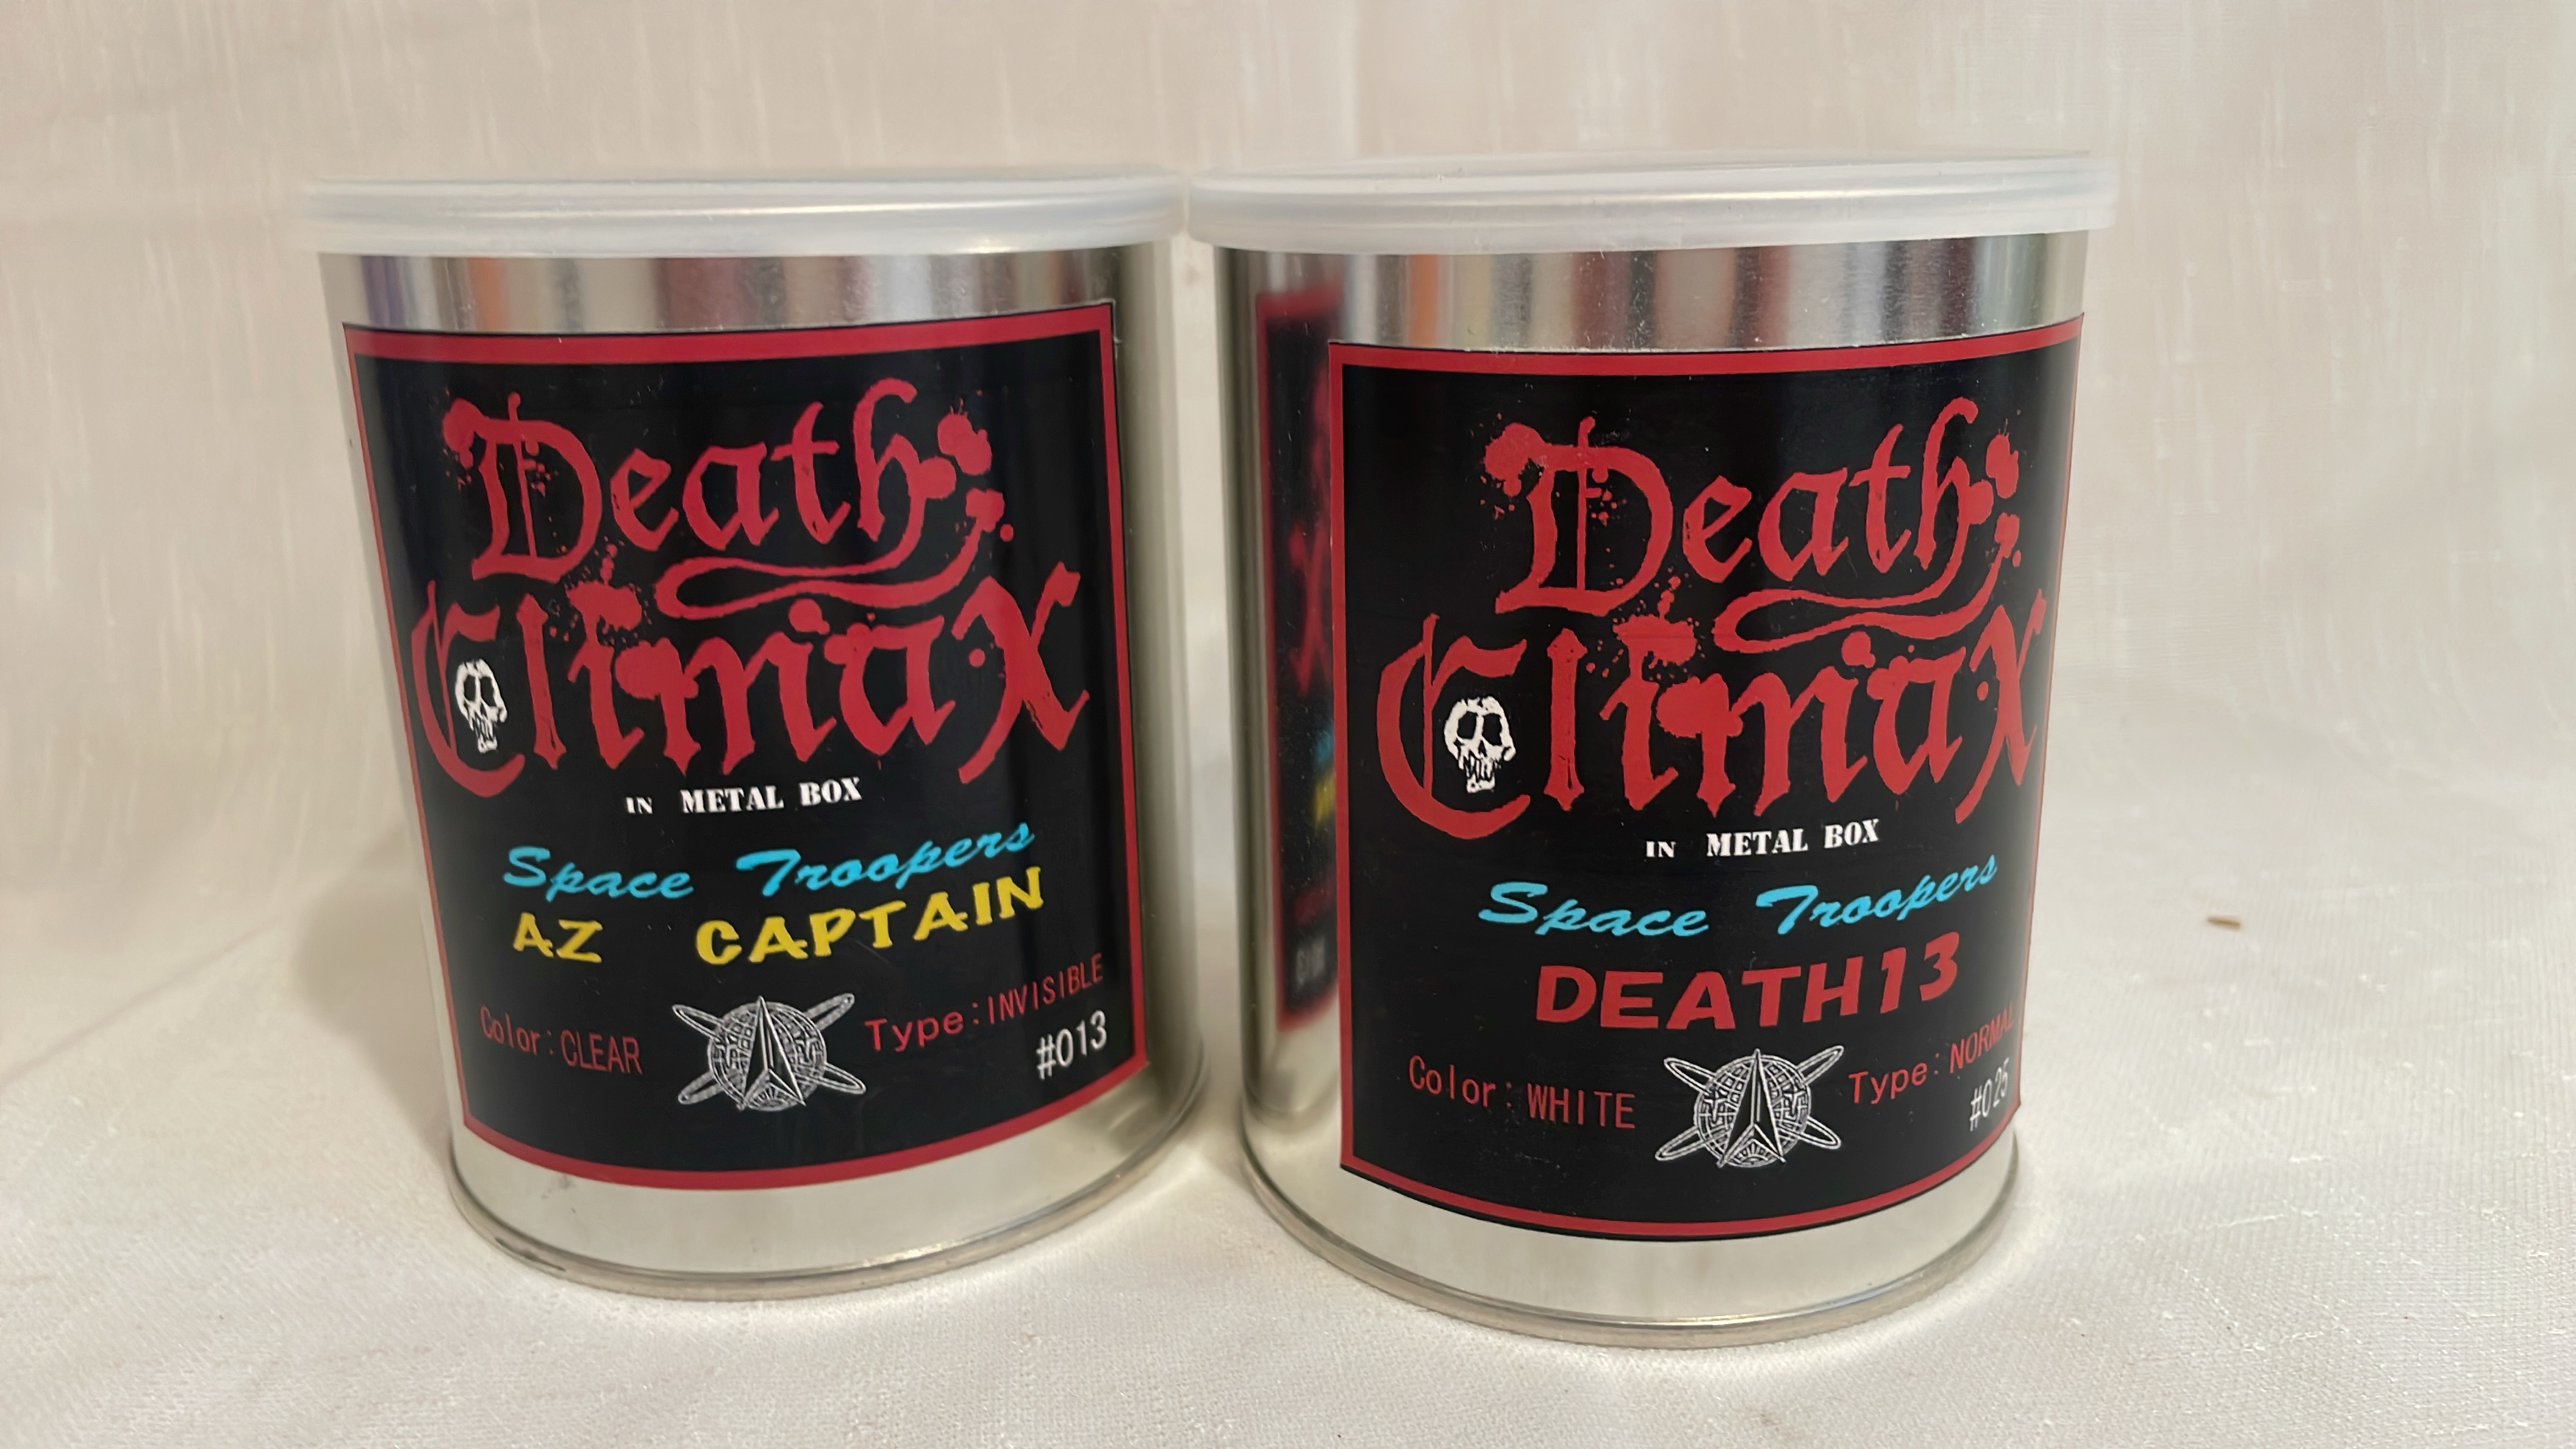 Death
Climax
IN METAL BOX
Space Troopers
AZ CAPTAIN
Color:CLEAR
Type:INVISIBLE
#013
Death
Climax
IN METAL BOX
Space Troopers
DEATH13
Color:WHITE
Type:NORMAL
#025